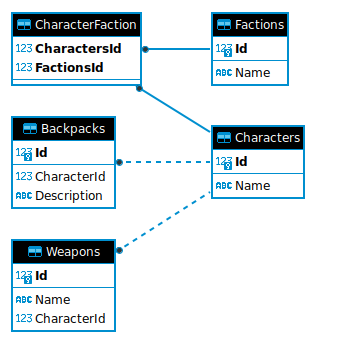 CharacterFaction
123 CharactersId
123 FactionsId
Factions
123 Id
ABC Name
Backpacks
123 Id
123 CharacterId
ABC Description
Characters
123 Id
ABC Name
Weapons
123 Id
ABC Name
123 CharacterId